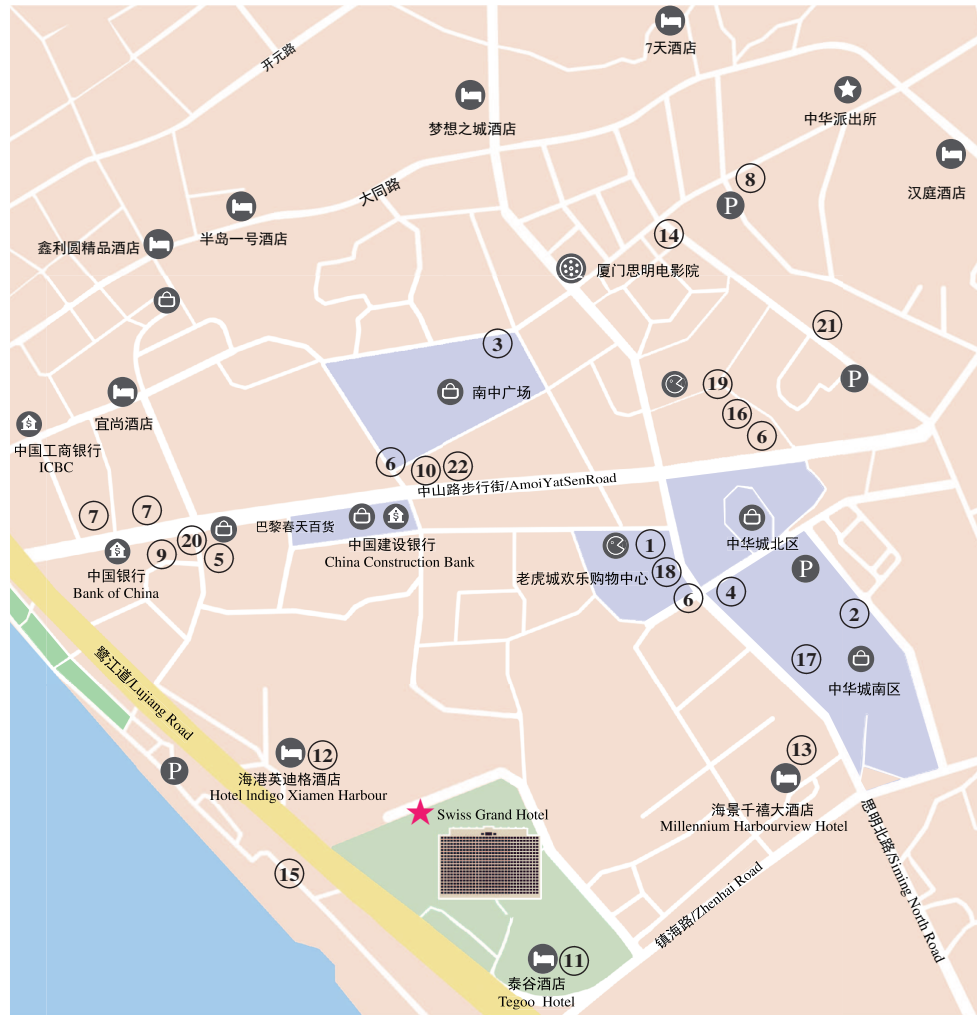 7天酒店
开元路
梦想之城酒店
中华派出所
汉庭酒店
大同路
8
P
14
半岛一号酒店
鑫利圆精品酒店
厦门思明电影院
21
3
P
19
南中广场
16
6
宜尚酒店
中国工商银行
ICBC
6
10
22
中山路步行街/AmoiYatSenRoad
7
7
巴黎春天百货
中国建设银行
China Construction Bank
20
9
5
中国银行
Bank of China
1
中华城北区
老虎城欢乐购物中心
18
P
6
4
2
17
中华城南区
鹭江道/Lujiang Road
12
13
P
海港英迪格酒店
Hotel lndigo Xiamen Harbour
海景千禧大酒店
Millennium Harbourview Hotel
Swiss Grand Hotel
思明北路/Siming North Road
15
镇海路/Zhenhai Road
11
泰谷酒店
Tegoo Hotel